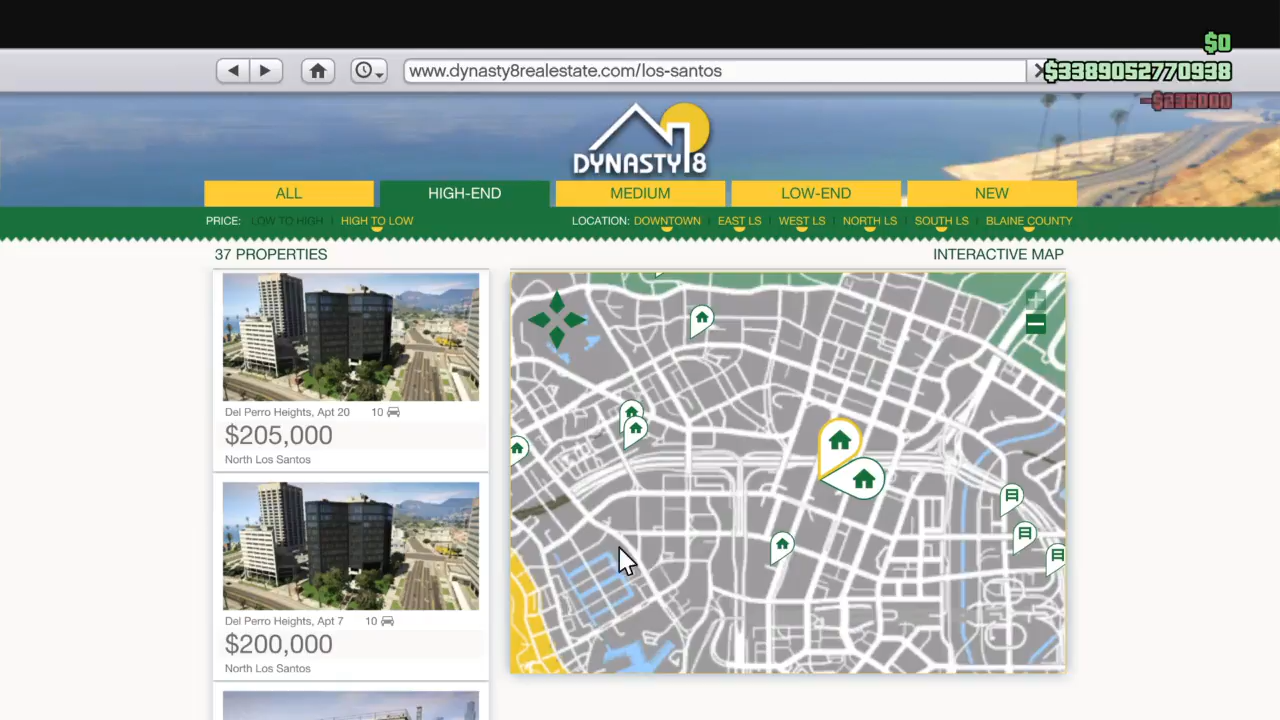 $0
www.dynasty8realestate.com/los-santos
$3389052770938
-$235000
DYNASTY 8
ALL
HIGH-END
MEDIUM
LOW-END
NEW
PRICE: LOW TO HIGH | HIGH TO LOW
LOCATION: DOWNTOWN | EAST LS | WEST LS | NORTH LS | SOUTH LS | BLAINE COUNTY
37 PROPERTIES
INTERACTIVE MAP
Del Perro Heights, Apt 20 10
$205,000
North Los Santos
Del Perro Heights, Apt 7 10
$200,000
North Los Santos